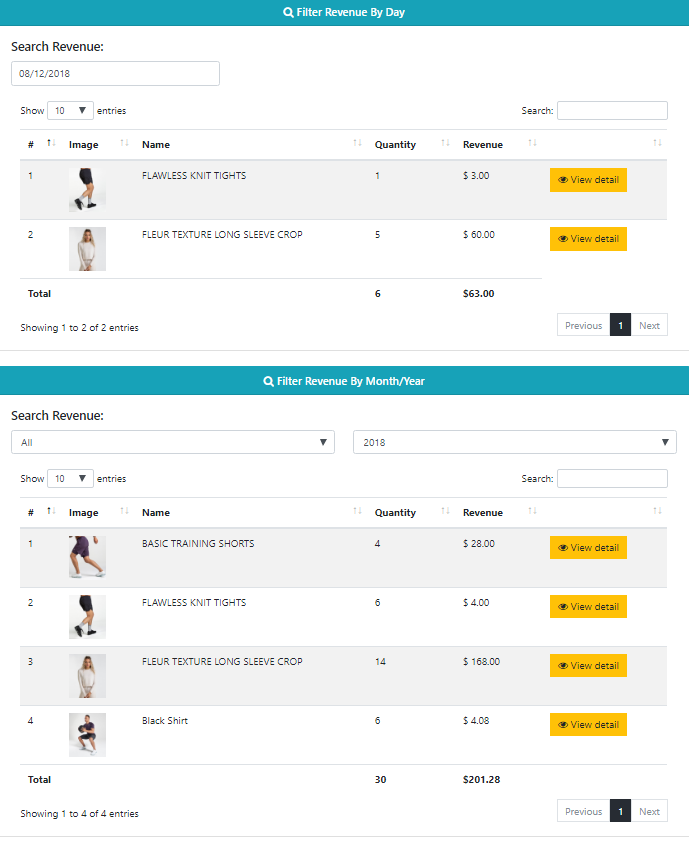 Filter Revenue By Day
Search Revenue:
08/12/2018
Show 10 entries Search:
# Image Name Quantity Revenue
1 FLAWLESS KNIT TIGHTS 1 $ 3.00 View detail
2 FLEUR TEXTURE LONG SLEEVE CROP 5 $ 60.00 View detail
Total 6 $63.00
Showing 1 to 2 of 2 entries Previous 1 Next
Filter Revenue By Month/Year
Search Revenue:
All 2018
Show 10 entries Search:
# Image Name Quantity Revenue
1 BASIC TRAINING SHORTS 4 $ 28.00 View detail
2 FLAWLESS KNIT TIGHTS 6 $ 4.00 View detail
3 FLEUR TEXTURE LONG SLEEVE CROP 14 $ 168.00 View detail
4 Black Shirt 6 $ 4.08 View detail
Total 30 $201.28
Showing 1 to 4 of 4 entries Previous 1 Next